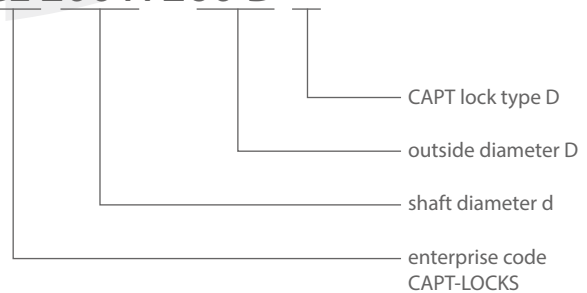 CAPT lock type D
outside diameter D
shaft diameter d
enterprise code
CAPT-LOCKS